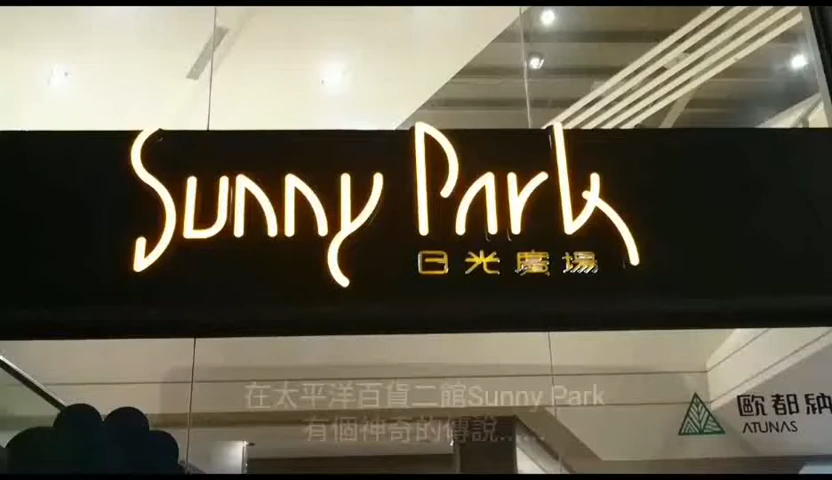 Sunny Park
日光廣場
在太平洋百貨二館Sunny Park
有個神奇的傳說......
歐都納
ATUNAS